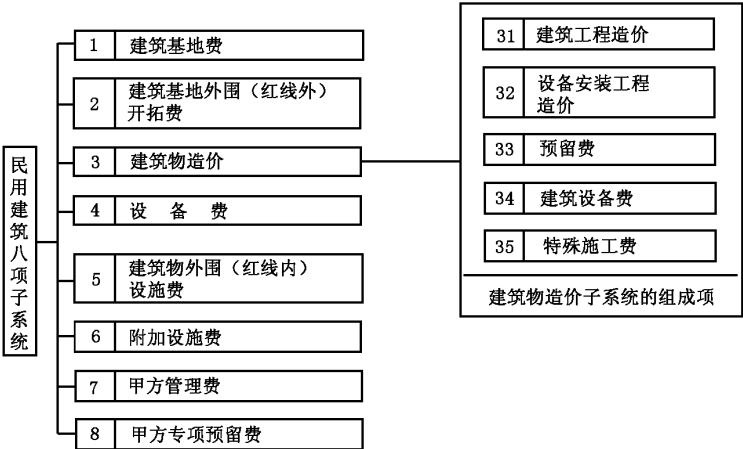 民用建筑八项子系统
1 建筑基地费
2 建筑基地外围（红线外）
开拓费
3 建筑物造价
4 设 备 费
5 建筑物外围（红线内）
设施费
6 附加设施费
7 甲方管理费
8 甲方专项预留费
31 建筑工程造价
32 设备安装工程
造价
33 预留费
34 建筑设备费
35 特殊施工费
建筑物造价子系统的组成项